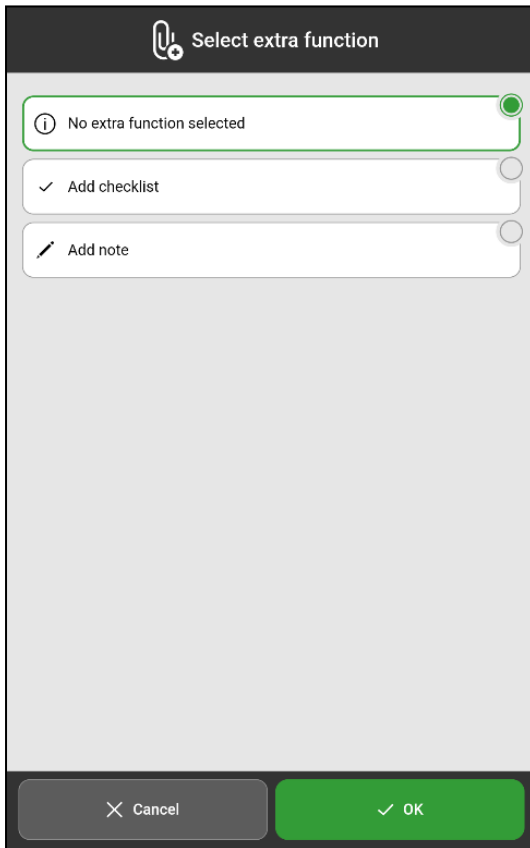 Select extra function
No extra function selected
Add checklist
Add note
Cancel
OK